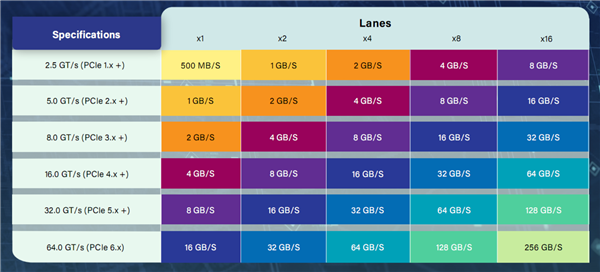 Specifications
Lanes
x1 x2 x4 x8 x16
2.5 GT/s (PCIe 1.x +) 500 MB/S 1 GB/S 2 GB/S 4 GB/S 8 GB/S
5.0 GT/s (PCIe 2.x +) 1 GB/S 2 GB/S 4 GB/S 8 GB/S 16 GB/S
8.0 GT/s (PCIe 3.x +) 2 GB/S 4 GB/S 8 GB/S 16 GB/S 32 GB/S
16.0 GT/s (PCIe 4.x +) 4 GB/S 8 GB/S 16 GB/S 32 GB/S 64 GB/S
32.0 GT/s (PCIe 5.x +) 8 GB/S 16 GB/S 32 GB/S 64 GB/S 128 GB/S
64.0 GT/s (PCIe 6.x) 16 GB/S 32 GB/S 64 GB/S 128 GB/S 256 GB/S